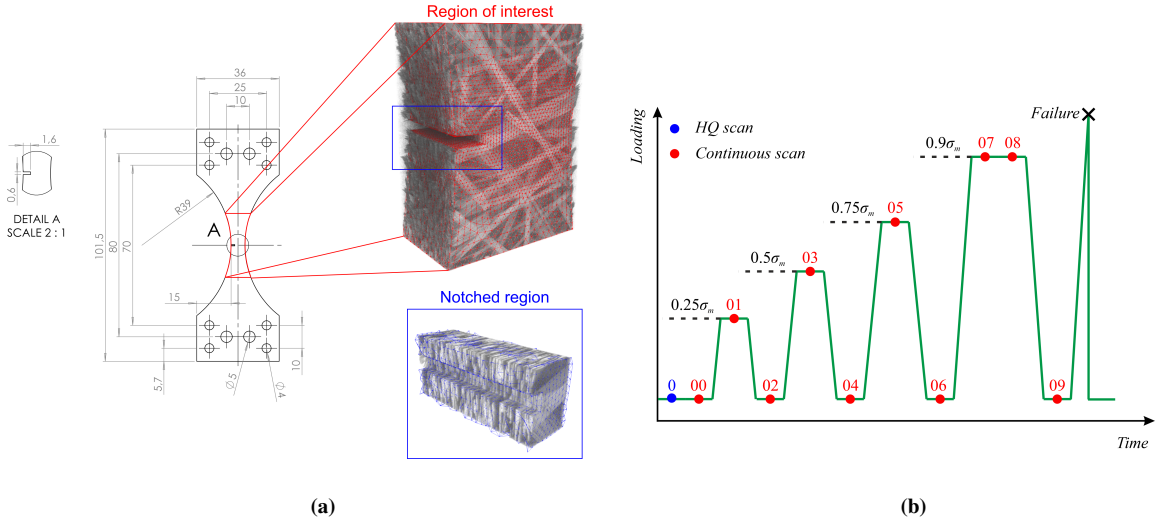 Region of interest
36
25
10
1,6
0.6
DETAIL A
SCALE 2 : 1
R39
A
101,5
80
70
15
5,7
∅5
∅4
10
Notched region
(a)
Loading
HQ scan
Continuous scan
Failure
0.9σm
07
08
0.75σm
05
0.5σm
03
0.25σm
01
0
00
02
04
06
09
Time
(b)